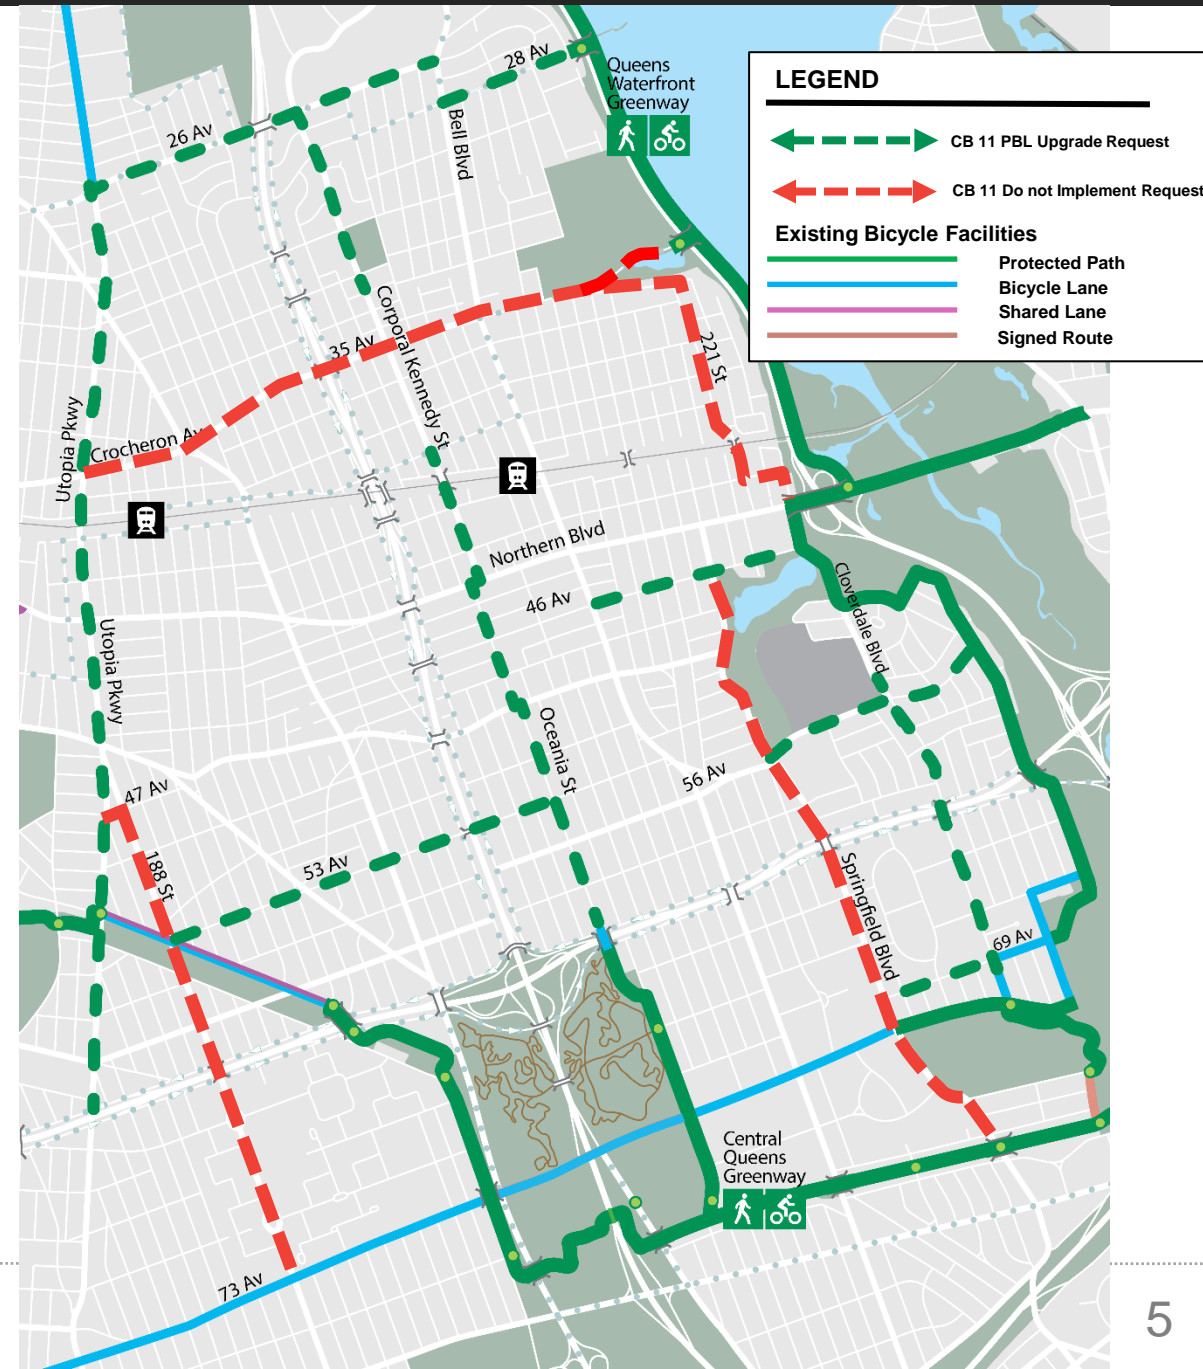 28 Av
Queens
Waterfront
Greenway
LEGEND
CB 11 PBL Upgrade Request
CB 11 Do not Implement Request
Existing Bicycle Facilities
Protected Path
Bicycle Lane
Shared Lane
Signed Route
26 Av
Bell Blvd
Corporal Kennedy St
35 Av
221 St
Crocheron Av
Utopia Pkwy
Northern Blvd
46 Av
Cloverdale Blvd
Utopia Pkwy
Oceania St
56 Av
47 Av
188 St
53 Av
Springfield Blvd
69 Av
Central
Queens
Greenway
73 Av
5